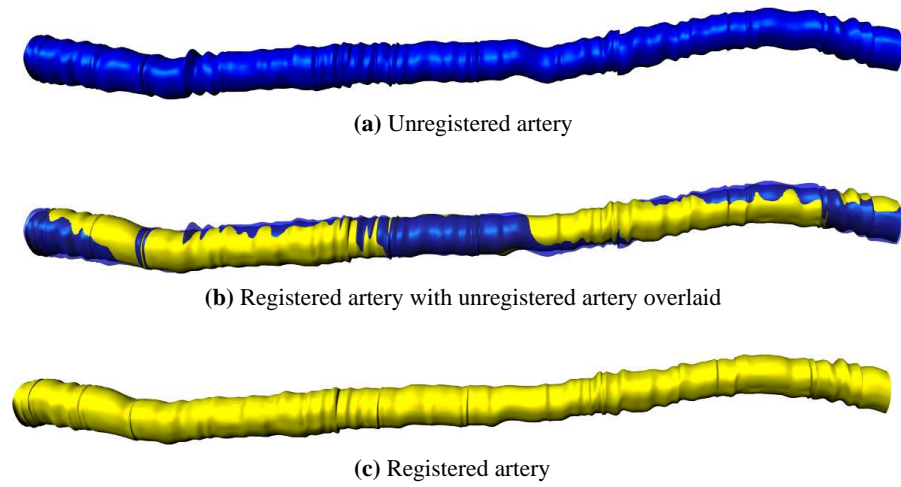 (a) Unregistered artery
(b) Registered artery with unregistered artery overlaid
(c) Registered artery